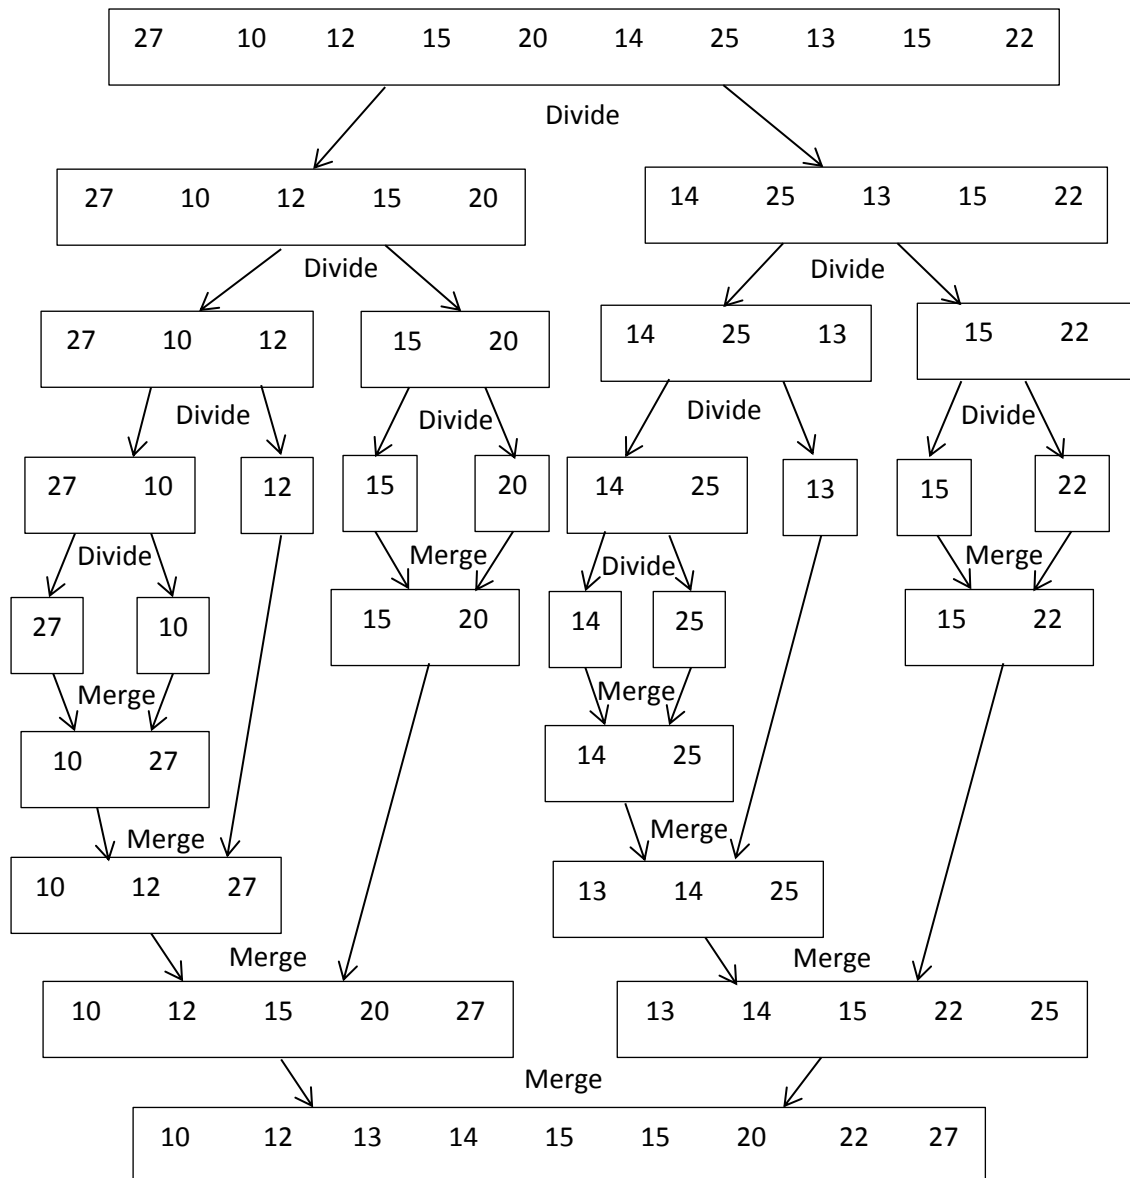 27 10 12 15 20 14 25 13 15 22
Divide
27 10 12 15 20 14 25 13 15 22
Divide Divide
27 10 12 15 20 14 25 13 15 22
Divide Divide Divide Divide
27 10 12 15 20 14 25 13 15 22
Divide Merge Divide Merge
27 10 15 20 14 25 15 22
Merge Merge
10 27 14 25
Merge Merge
10 12 27 13 14 25
Merge Merge
10 12 15 20 27 13 14 15 22 25
Merge
10 12 13 14 15 15 20 22 27